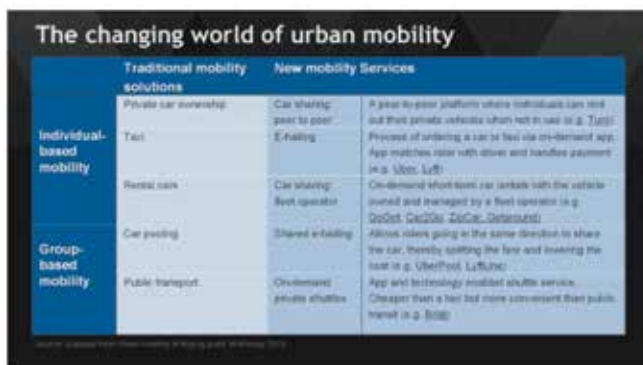 The changing world of urban mobility
Traditional mobility
solutions
New mobility Services
Individual-
based
mobility
Private car ownership
Car sharing:
peer to peer
A peer-to-peer platform where individuals can rent
out their private vehicles when not in use (e.g. Turo)
Taxi
E-hailing
Process of ordering a car or taxi via on-demand app.
App matches rider with driver and handles payment
(e.g. Uber, Lyft)
Rental cars
Car sharing:
fleet operator
On-demand short-term car rentals with the vehicle
owned and managed by a fleet operator (e.g.
GoGet, Car2Go, ZipCar, Getaround)
Group-
based
mobility
Car pooling
Shared e-hailing
Allows riders going in the same direction to share
the car, thereby splitting the fare and lowering the
cost (e.g. UberPool, LyftLine)
Public transport
On-demand
private shuttles
App and technology enabled shuttle service.
Cheaper than a taxi but more convenient than public
transit (e.g. Bridj)